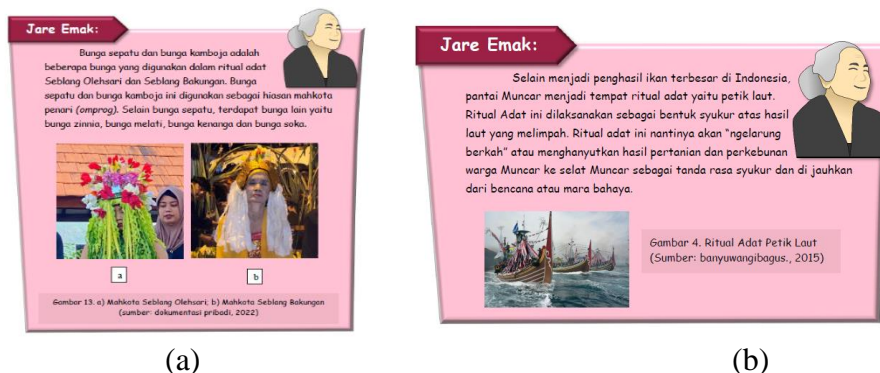 Jare Emak:
Bunga sepatu dan bunga kamboja adalah
beberapa bunga yang digunakan dalam ritual adat
Seblang Olehsari dan Seblang Bakungan. Bunga
sepatu dan bunga kamboja ini digunakan sebagai hiasan mahkota
penari (omprog). Selain bunga sepatu, terdapat bunga lain yaitu
bunga zinnia, bunga melati, bunga kenanga dan bunga soka.
a
b
Gambar 13. a) Mahkota Seblang Olehsari; b) Mahkota Seblang Bakungan
(sumber: dokumentasi pribadi, 2022)
(a)
Jare Emak:
Selain menjadi penghasil ikan terbesar di Indonesia,
pantai Muncar menjadi tempat ritual adat yaitu petik laut.
Ritual Adat ini dilaksanakan sebagai bentuk syukur atas hasil
laut yang melimpah. Ritual adat ini nantinya akan "ngelarung
berkah" atau menghanyutkan hasil pertanian dan perkebunan
warga Muncar ke selat Muncar sebagai tanda rasa syukur dan di jauhkan
dari bencana atau mara bahaya.
Gambar 4. Ritual Adat Petik Laut
(Sumber: banyuwangibagus., 2015)
(b)